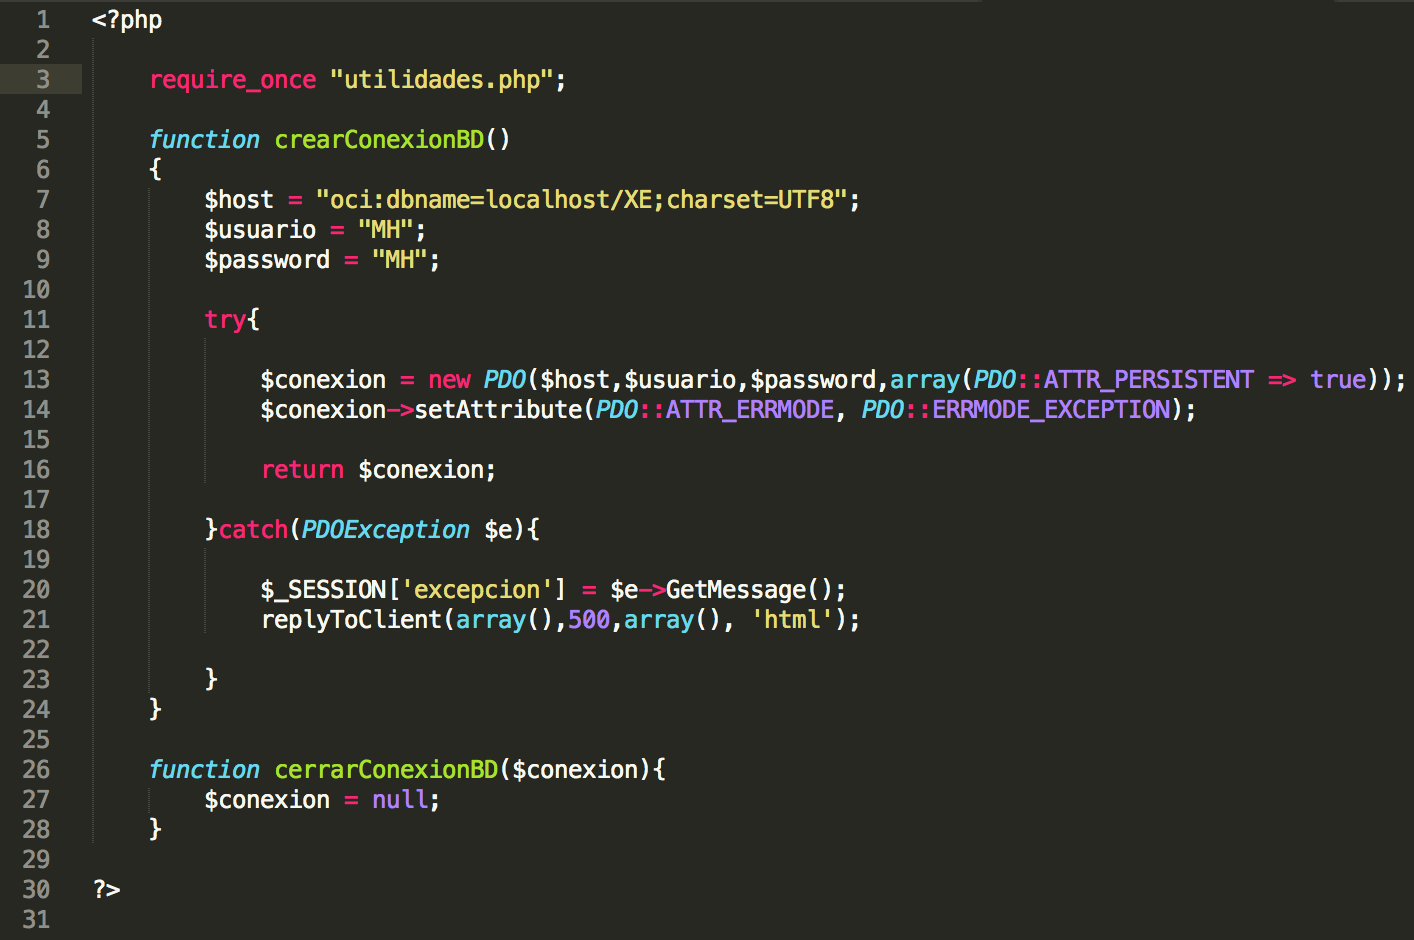 1 <?php
2
3 require_once "utilidades.php";
4
5 function crearConexionBD()
6 {
7 $host = "oci:dbname=localhost/XE;charset=UTF8";
8 $usuario = "MH";
9 $password = "MH";
10
11 try{
12
13 $conexion = new PDO($host,$usuario,$password,array(PDO::ATTR_PERSISTENT => true));
14 $conexion->setAttribute(PDO::ATTR_ERRMODE, PDO::ERRMODE_EXCEPTION);
15
16 return $conexion;
17
18 }catch(PDOException $e){
19
20 $_SESSION['excepcion'] = $e->GetMessage();
21 replyToClient(array(),500,array(), 'html');
22
23 }
24 }
25
26 function cerrarConexionBD($conexion){
27 $conexion = null;
28 }
29
30 ?>
31